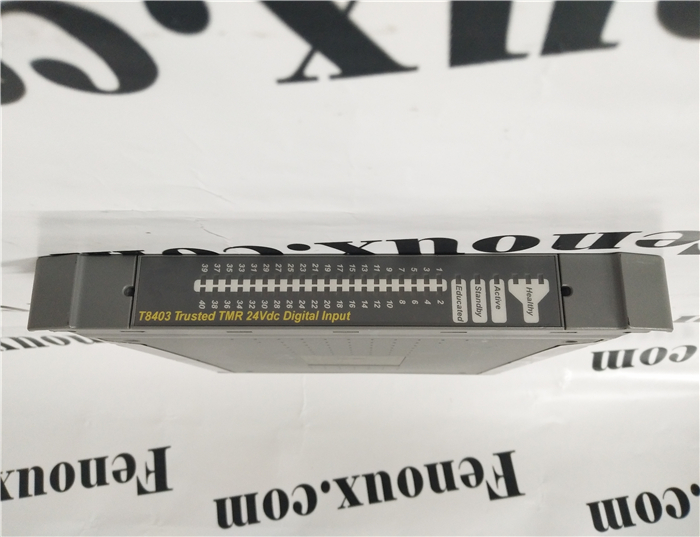 Fenoux.com
39 37 35 33 31 29 27 25 23 21 19 17 15 13 11 9 7 5 3 1
40 38 36 34 32 30 28 26 24 22 20 18 16 14 12 10 8 6 4 2
Educated
Standby
Active
Healthy
T8403 Trusted TMR 24Vdc Digital Input
Fenoux.com
Fenoux.com
Fenoux